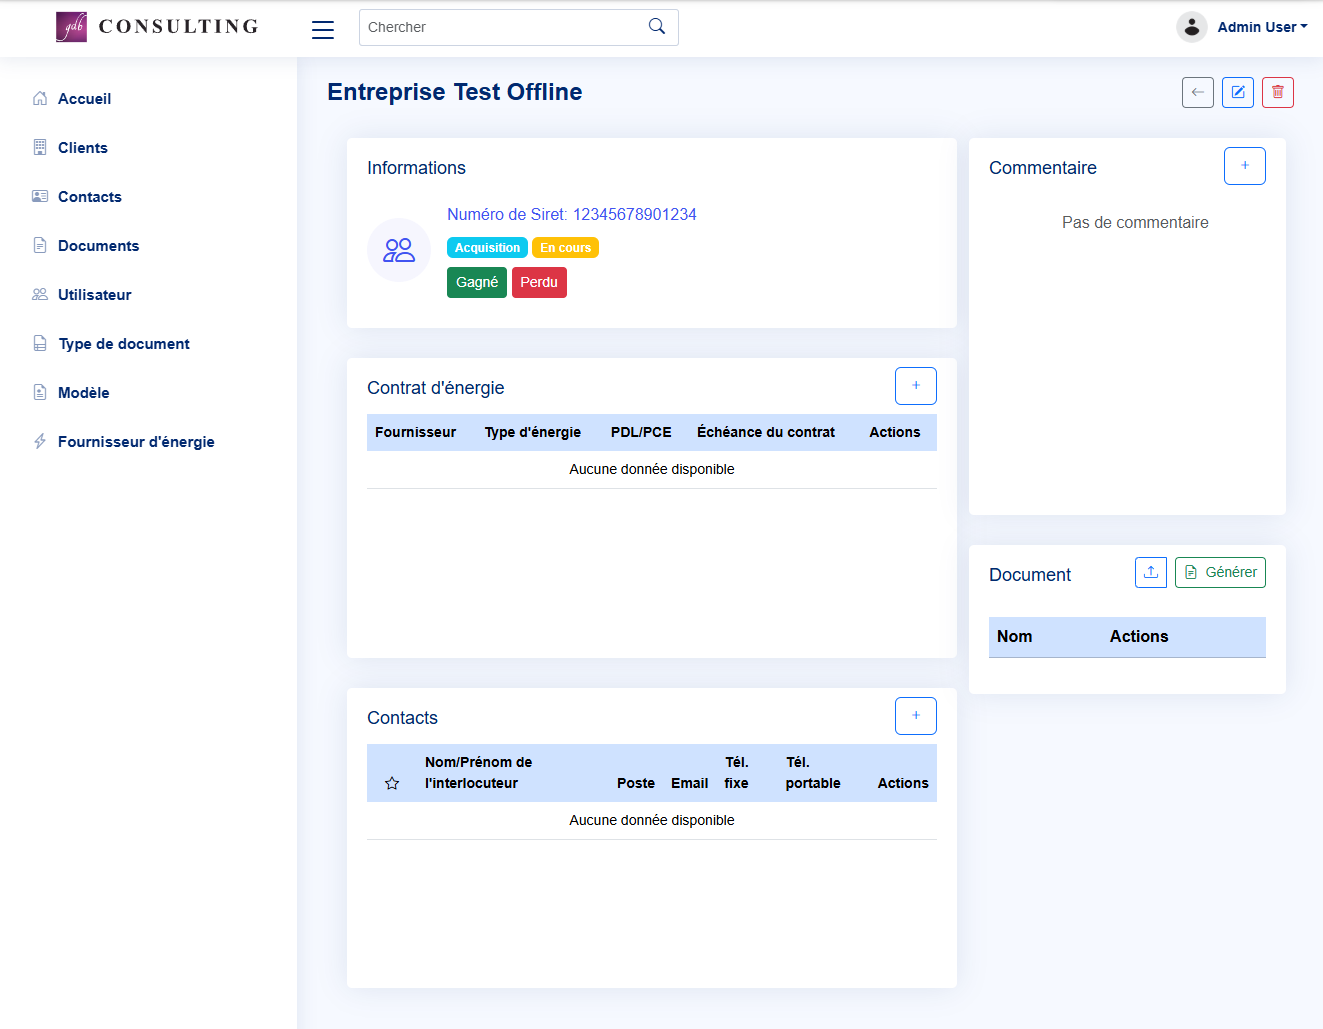 gdb CONSULTING
Chercher
Admin User
Accueil
Clients
Contacts
Documents
Utilisateur
Type de document
Modèle
Fournisseur d'énergie
Entreprise Test Offline
Informations
Numéro de Siret: 12345678901234
Acquisition En cours
Gagné Perdu
Contrat d'énergie
+
Fournisseur Type d'énergie PDL/PCE Échéance du contrat Actions
Aucune donnée disponible
Contacts
+
Nom/Prénom de l'interlocuteur Poste Email Tél. fixe Tél. portable Actions
Aucune donnée disponible
Commentaire
+
Pas de commentaire
Document
Générer
Nom Actions